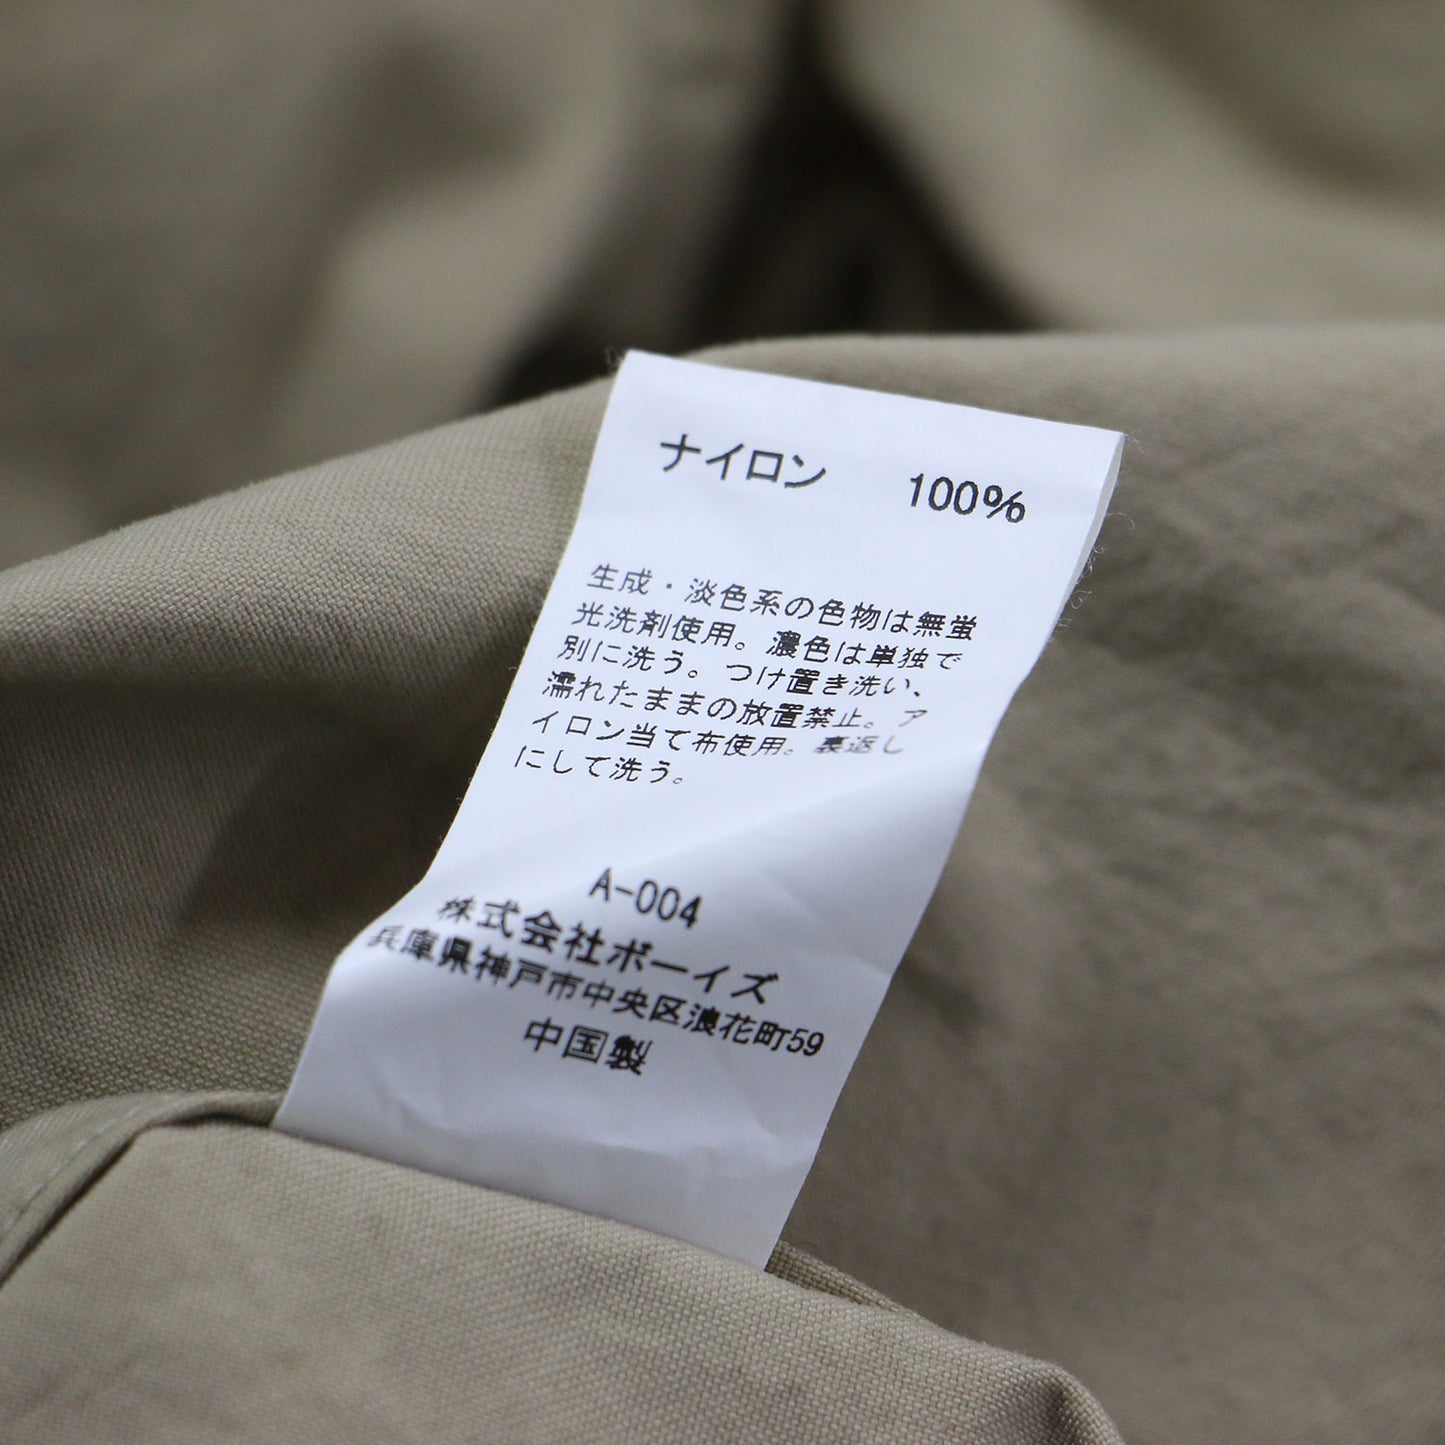 ナイロン 100%
生成・淡色系の色物は無蛍
光洗剤使用。濃色は単独で
別に洗う。つけ置き洗い、
濡れたままの放置禁止。ア
イロン当て布使用。裏返し
にして洗う。
A-004
株式会社ボーイズ
兵庫県神戸市中央区浪花町59
中国製